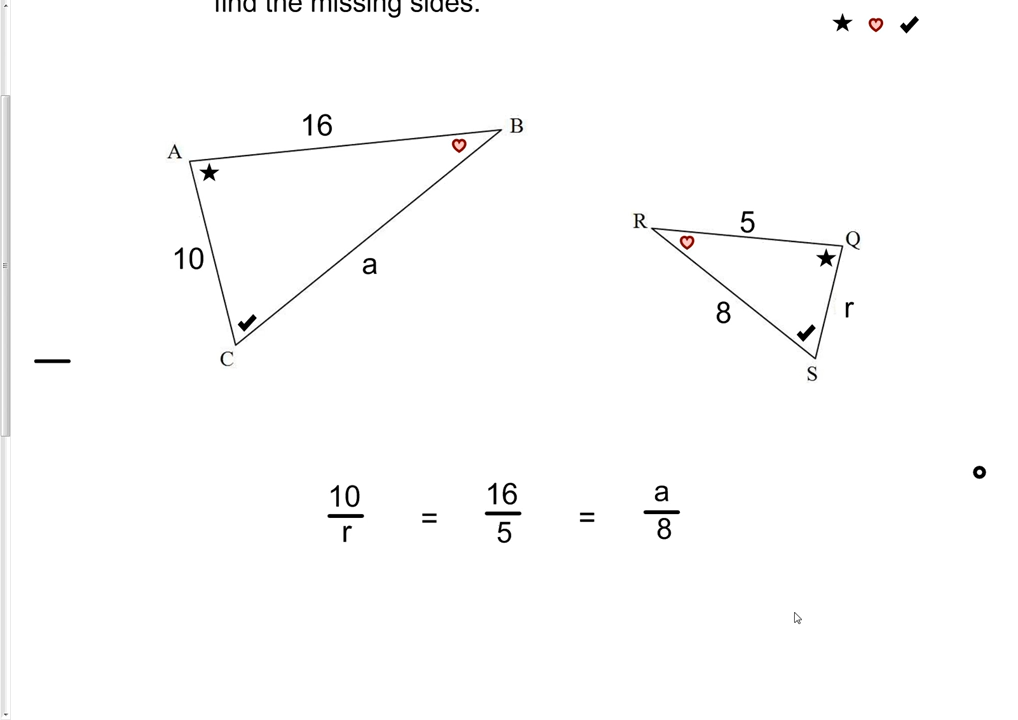 find the missing sides.
16
B
A
R
5
Q
10
a
8
r
C
S
10/r = 16/5 = a/8